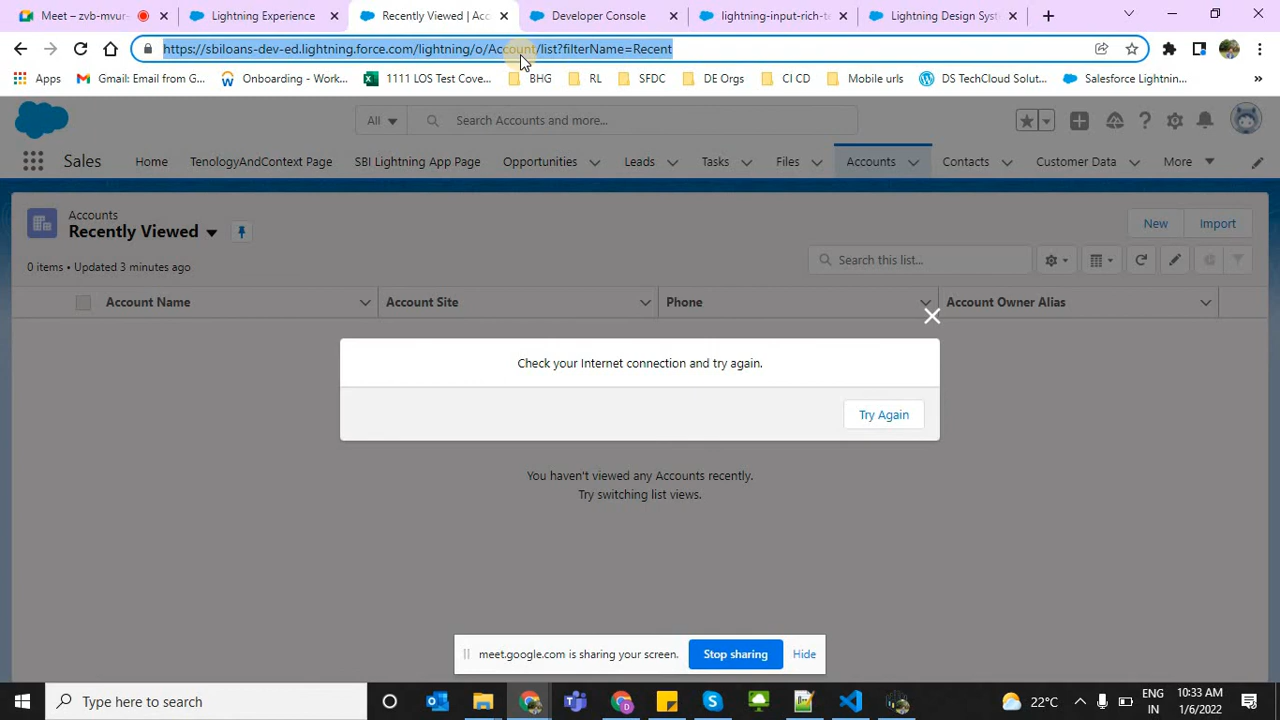 Meet – zvb-mvur-
Lightning Experience
Recently Viewed | Acc
Developer Console
lightning-input-rich-te
Lightning Design Syst
https://sbiloans-dev-ed.lightning.force.com/lightning/o/Account/list?filterName=Recent
Apps
Gmail: Email from G...
Onboarding - Work...
1111 LOS Test Cove...
BHG
RL
SFDC
DE Orgs
CI CD
Mobile urls
DS TechCloud Solut...
Salesforce Lightnin...
»
All
Search Accounts and more...
Sales
Home
TenologyAndContext Page
SBI Lightning App Page
Opportunities
Leads
Tasks
Files
Accounts
Contacts
Customer Data
More
Accounts
Recently Viewed
New
Import
0 items • Updated 3 minutes ago
Search this list...
Account Name
Account Site
Phone
Account Owner Alias
Check your Internet connection and try again.
Try Again
You haven't viewed any Accounts recently.
Try switching list views.
meet.google.com is sharing your screen.
Stop sharing
Hide
Type here to search
22°C
ENG
IN
10:33 AM
1/6/2022